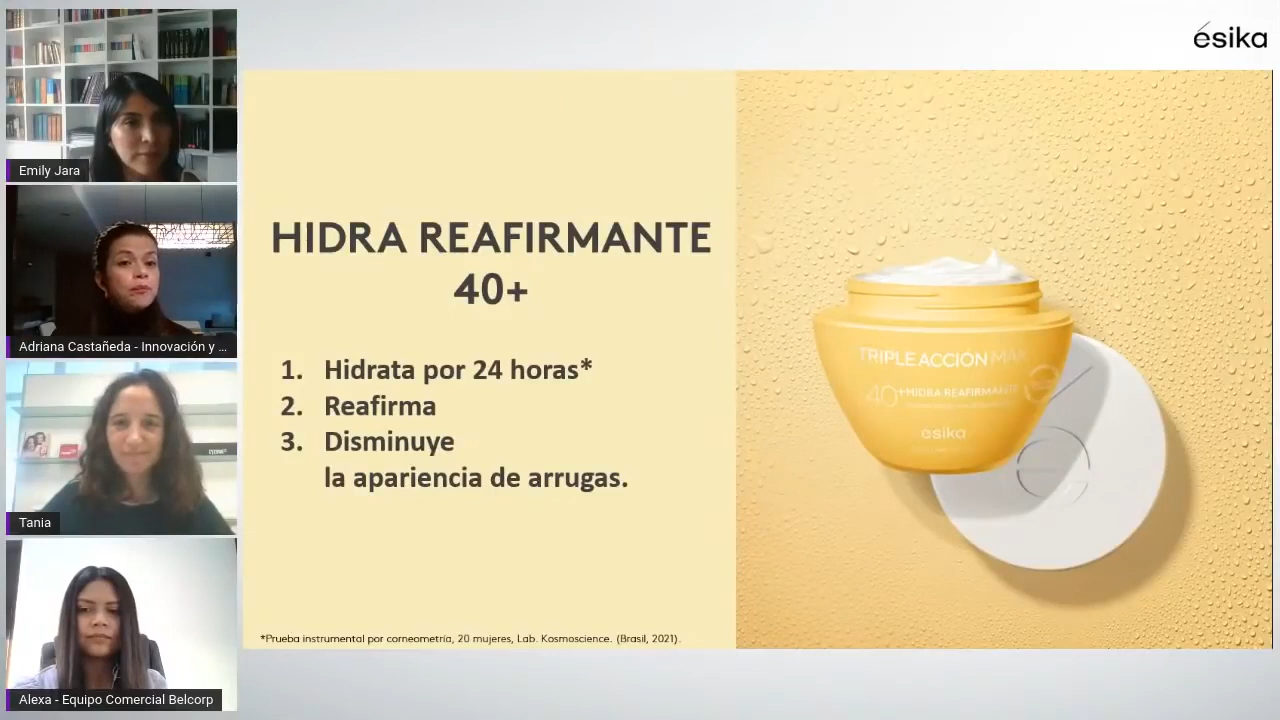 ésika
Emily Jara
Adriana Castañeda - Innovación y ...
Tania
Alexa - Equipo Comercial Belcorp
HIDRA REAFIRMANTE
40+
1. Hidrata por 24 horas*
2. Reafirma
3. Disminuye
la apariencia de arrugas.
*Prueba instrumental por corneometría, 20 mujeres, Lab. Kosmoscience. (Brasil, 2021).
TRIPLE ACCIÓN MAX
40+ HIDRA REAFIRMANTE
ésika